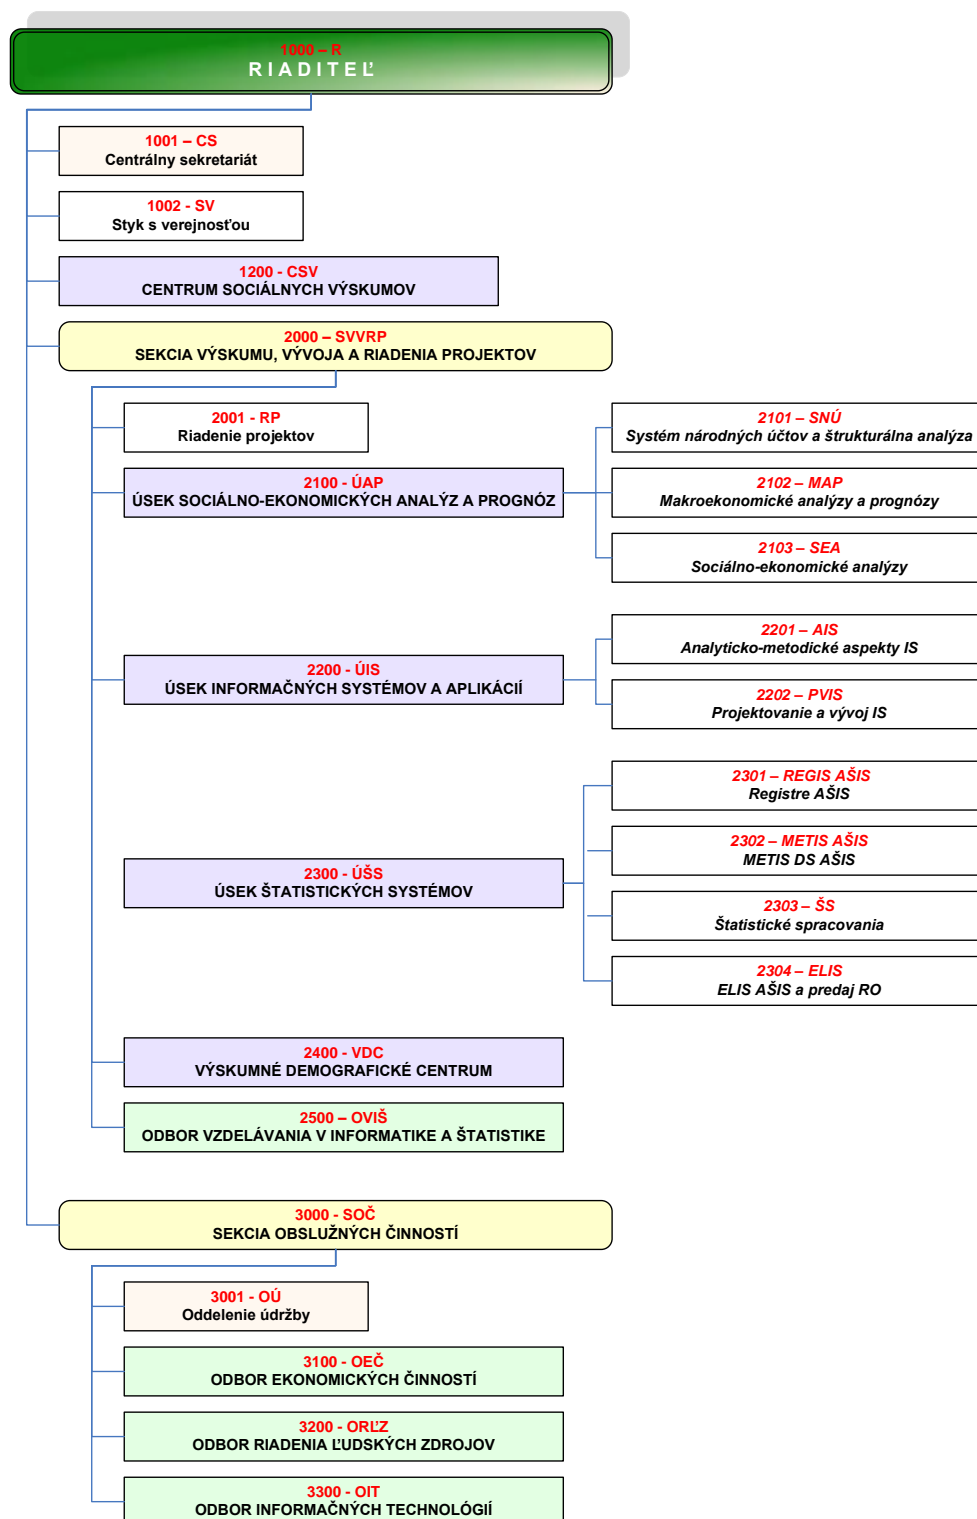 1000 – R
RIADITEĽ
1001 – CS
Centrálny sekretariát
1002 - SV
Styk s verejnosťou
1200 - CSV
CENTRUM SOCIÁLNYCH VÝSKUMOV
2000 – SVVRP
SEKCIA VÝSKUMU, VÝVOJA A RIADENIA PROJEKTOV
2001 - RP
Riadenie projektov
2100 - ÚAP
ÚSEK SOCIÁLNO-EKONOMICKÝCH ANALÝZ A PROGNÓZ
2101 – SNÚ
Systém národných účtov a štrukturálna analýza
2102 – MAP
Makroekonomické analýzy a prognózy
2103 – SEA
Sociálno-ekonomické analýzy
2200 - ÚIS
ÚSEK INFORMAČNÝCH SYSTÉMOV A APLIKÁCIÍ
2201 – AIS
Analyticko-metodické aspekty IS
2202 – PVIS
Projektovanie a vývoj IS
2300 - ÚŠS
ÚSEK ŠTATISTICKÝCH SYSTÉMOV
2301 – REGIS AŠIS
Registre AŠIS
2302 – METIS AŠIS
METIS DS AŠIS
2303 – ŠS
Štatistické spracovania
2304 – ELIS
ELIS AŠIS a predaj RO
2400 - VDC
VÝSKUMNÉ DEMOGRAFICKÉ CENTRUM
2500 – OVIŠ
ODBOR VZDELÁVANIA V INFORMATIKE A ŠTATISTIKE
3000 - SOČ
SEKCIA OBSLUŽNÝCH ČINNOSTÍ
3001 - OÚ
Oddelenie údržby
3100 - OEČ
ODBOR EKONOMICKÝCH ČINNOSTÍ
3200 - ORĽZ
ODBOR RIADENIA ĽUDSKÝCH ZDROJOV
3300 - OIT
ODBOR INFORMAČNÝCH TECHNOLÓGIÍ